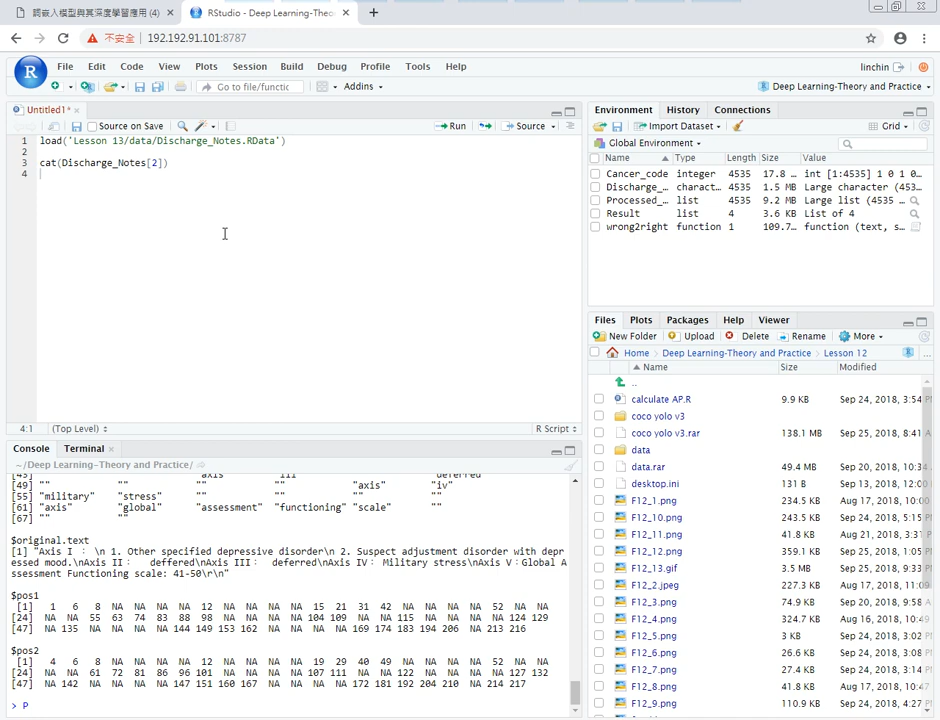 詞嵌入模型與其深度學習應用 (4)
RStudio - Deep Learning-Theo
不安全 192.192.91.101:8787
File Edit Code View Plots Session Build Debug Profile Tools Help
linchin
Go to file/functic
Addins
Deep Learning-Theory and Practice
Untitled1*
Source on Save
Run
Source
1 load('Lesson 13/data/Discharge_Notes.RData')
2
3 cat(Discharge_Notes[2])
4
4:1 (Top Level)
R Script
Environment History Connections
Import Dataset
Grid
Global Environment
Name Type Length Size Value
Cancer_code integer 4535 17.8 … int [1:4535] 1 0 1 0…
Discharge_… charact… 4535 1.5 MB Large character (453…
Processed_… list 4535 9.2 MB Large list (4535 …
Result list 4 3.6 KB List of 4
wrong2right function 1 109.7… function (text, s…
Console Terminal
~/Deep Learning-Theory and Practice/
[43] "" "axis" "iii" "" "" "deferred"
[49] "" "" "" "" "axis" "iv"
[55] "military" "stress" "" "" "" ""
[61] "axis" "global" "assessment" "functioning" "scale" ""
[67] "" ""
$original.text
[1] "Axis I ： \n 1. Other specified depressive disorder\n 2. Suspect adjustment disorder with depr
essed mood.\nAxis II： deffered\nAxis III： deferred\nAxis IV： Military stress\nAxis V：Global A
ssessment Functioning scale: 41-50\r\n"
$pos1
[1] 1 6 8 NA NA NA NA 12 NA NA NA NA 15 21 31 42 NA NA NA NA 52 NA NA
[24] NA NA 55 63 74 83 88 98 NA NA NA 104 109 NA NA 115 NA NA NA NA 124 129
[47] NA 135 NA NA NA 144 149 153 162 NA NA NA NA 169 174 183 194 206 NA 213 216
$pos2
[1] 4 6 8 NA NA NA NA 12 NA NA NA NA 19 29 40 49 NA NA NA NA 52 NA NA
[24] NA NA 61 72 81 86 96 101 NA NA NA 107 111 NA NA 122 NA NA NA NA 127 132
[47] NA 142 NA NA NA 147 151 160 167 NA NA NA NA 172 181 192 204 210 NA 214 217
> P
Files Plots Packages Help Viewer
New Folder Upload Delete Rename More
Home Deep Learning-Theory and Practice Lesson 12
Name Size Modified
..
calculate AP.R 9.9 KB Sep 24, 2018, 3:54
coco yolo v3
coco yolo v3.rar 138.1 MB Sep 25, 2018, 8:41
data
data.rar 49.4 MB Sep 20, 2018, 10:34
desktop.ini 131 B Sep 13, 2018, 12:00
F12_1.png 234.5 KB Aug 17, 2018, 10:0
F12_10.png 243.5 KB Sep 24, 2018, 5:15
F12_11.png 41.8 KB Aug 21, 2018, 3:3
F12_12.png 359.1 KB Sep 25, 2018, 1:05
F12_13.gif 3.5 MB Sep 25, 2018, 9:33
F12_2.jpeg 227.3 KB Aug 17, 2018, 11:09
F12_3.png 74.9 KB Sep 20, 2018, 9:58
F12_4.png 324.7 KB Aug 16, 2018, 10:4
F12_5.png 3 KB Sep 24, 2018, 3:02
F12_6.png 26.6 KB Sep 24, 2018, 3:08
F12_7.png 27.4 KB Sep 24, 2018, 3:14
F12_8.png 41.8 KB Aug 17, 2018, 10:47
F12_9.png 110.9 KB Sep 24, 2018